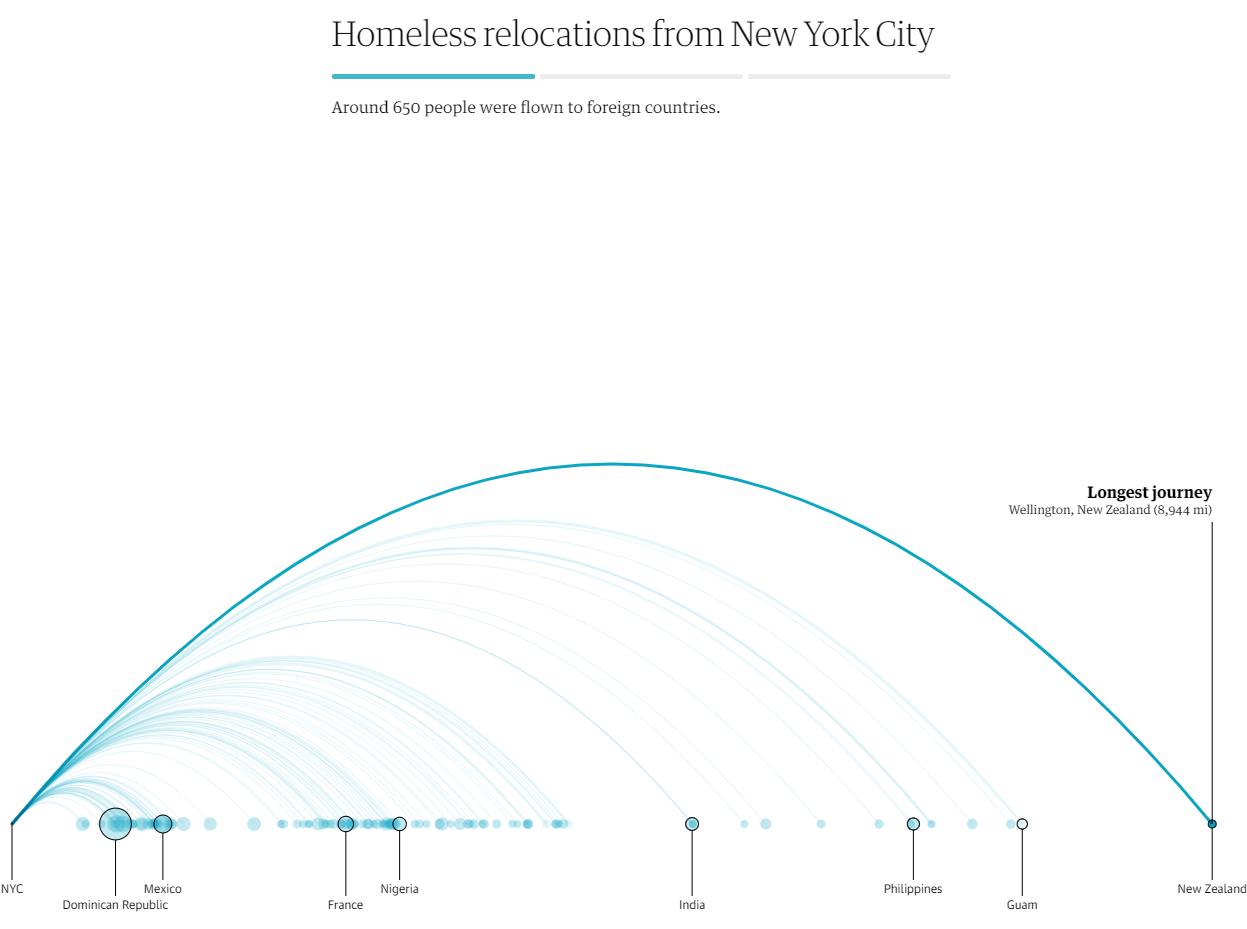 Homeless relocations from New York City
Around 650 people were flown to foreign countries.
Longest journey
Wellington, New Zealand (8,944 mi)
NYC
Mexico
Nigeria
Philippines
New Zealand
Dominican Republic
France
India
Guam